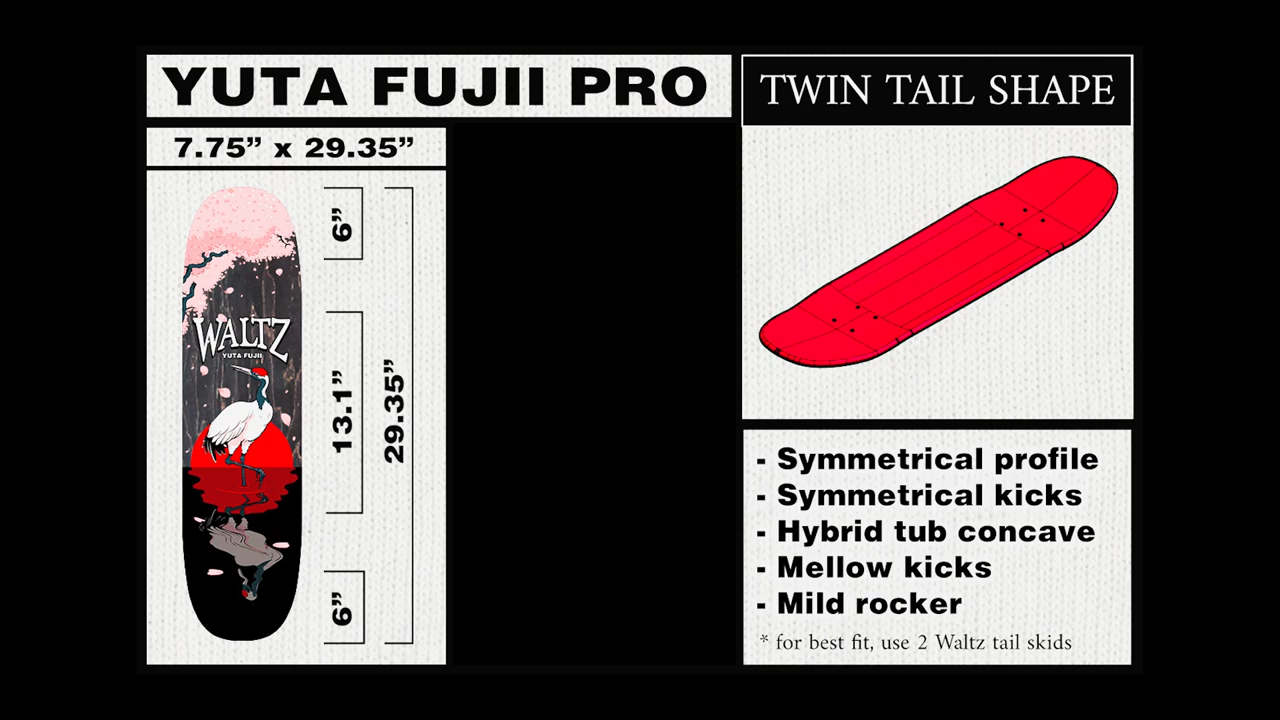 YUTA FUJII PRO
7.75” x 29.35”
WALTZ
YUTA FUJII
6”
13.1”
6”
29.35”
TWIN TAIL SHAPE
- Symmetrical profile
- Symmetrical kicks
- Hybrid tub concave
- Mellow kicks
- Mild rocker
* for best fit, use 2 Waltz tail skids